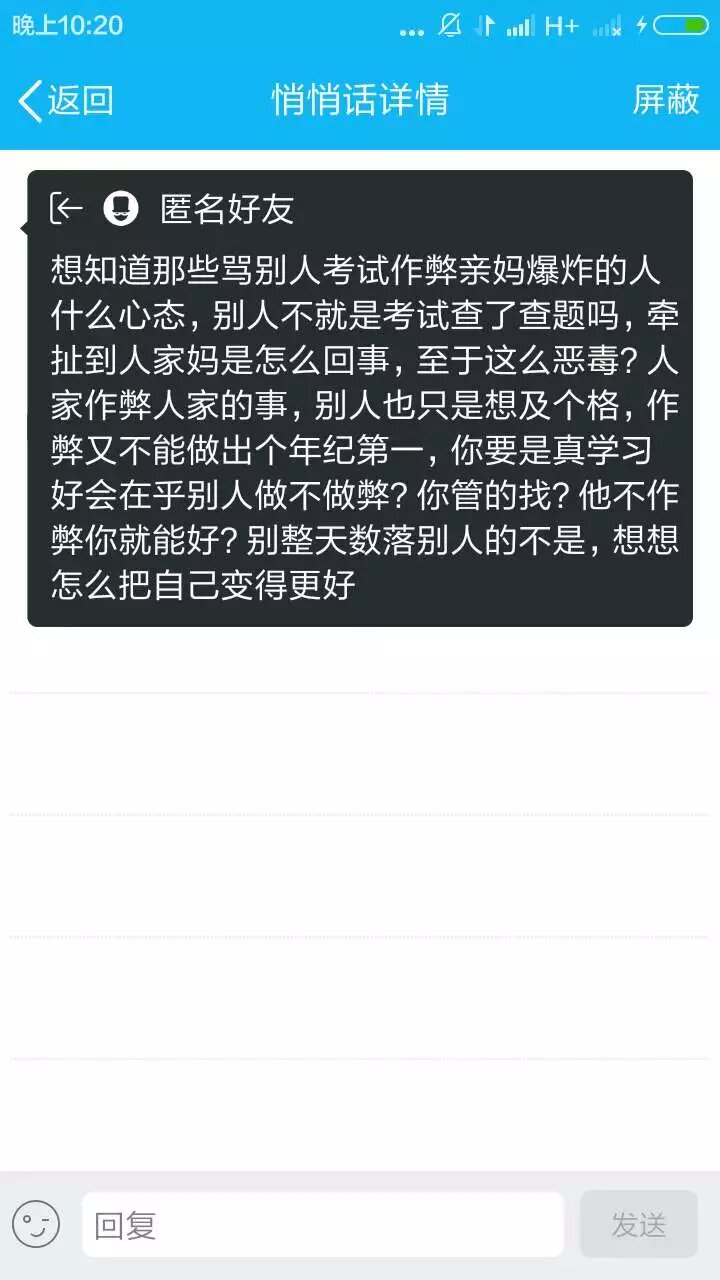 晚上10:20
... H+
返回 悄悄话详情 屏蔽
匿名好友
想知道那些骂别人考试作弊亲妈爆炸的人
什么心态，别人不就是考试查了查题吗，牵
扯到人家妈是怎么回事，至于这么恶毒？人
家作弊人家的事，别人也只是想及个格，作
弊又不能做出个年纪第一，你要是真学习
好会在乎别人做不做弊？你管的找？他不作
弊你就能好？别整天数落别人的不是，想想
怎么把自己变得更好
回复 发送